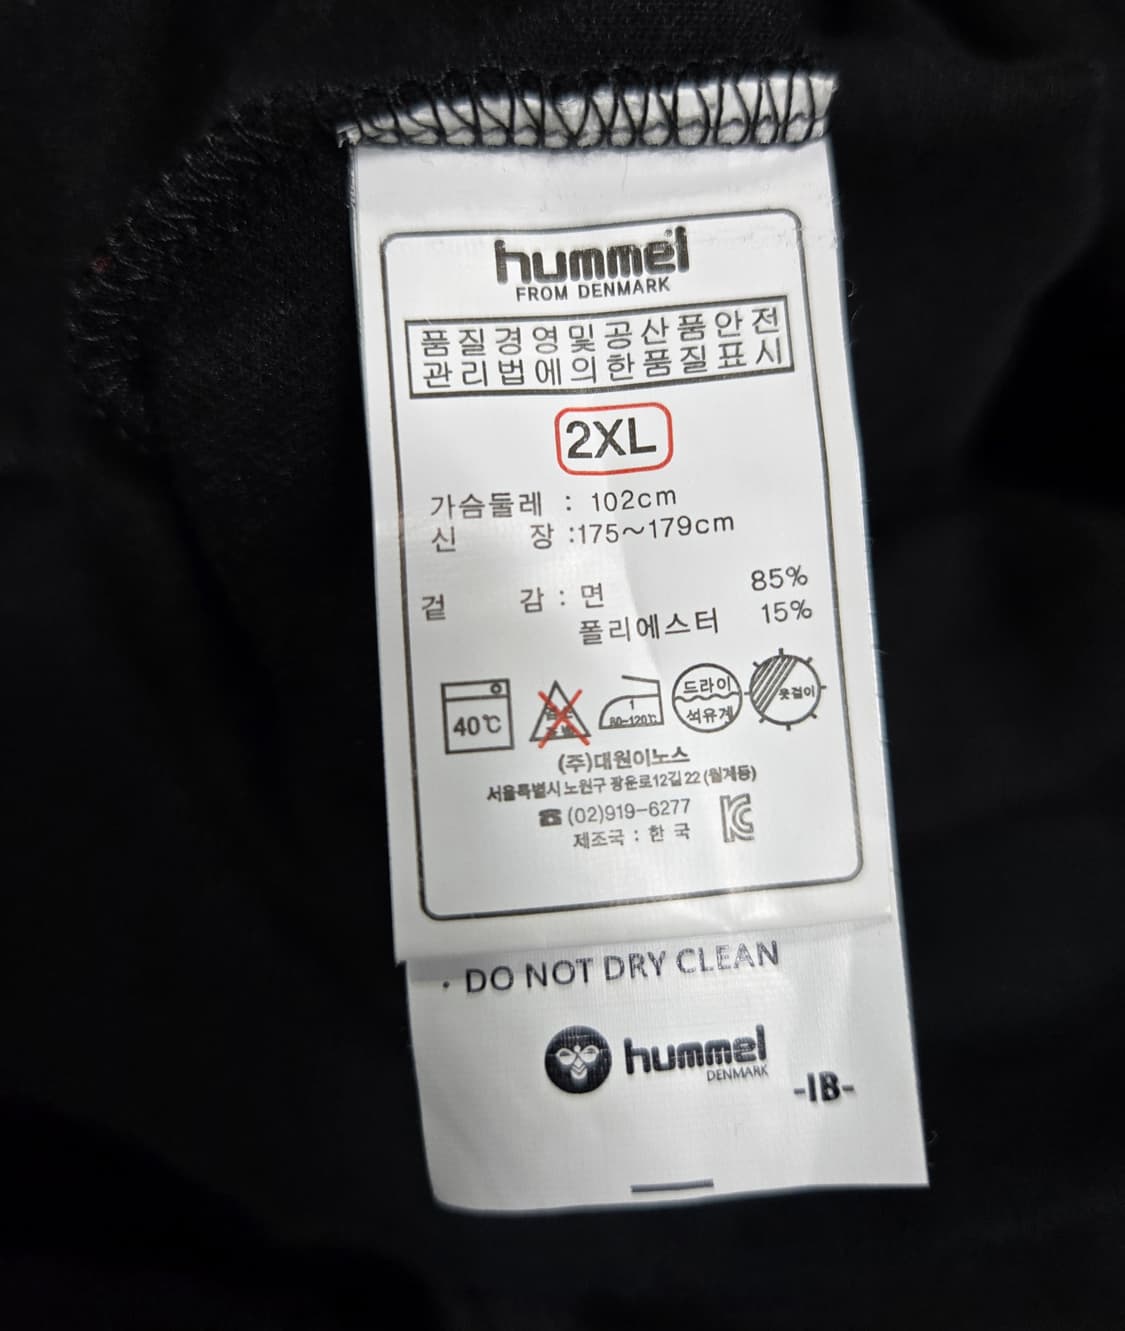 hummel
FROM DENMARK
품질경영및공산품안전
관리법에의한품질표시
2XL
가슴둘레 : 102cm
신 장 :175~179cm
겉 감 : 면 85%
폴리에스터 15%
40℃
1
80~120℃
드라이
석유계
옷걸이
(주)대원이노스
서울특별시 노원구 광운로12길 22 (월계동)
☎ (02)919-6277
제조국 : 한 국
· DO NOT DRY CLEAN
hummel
DENMARK
-IB-